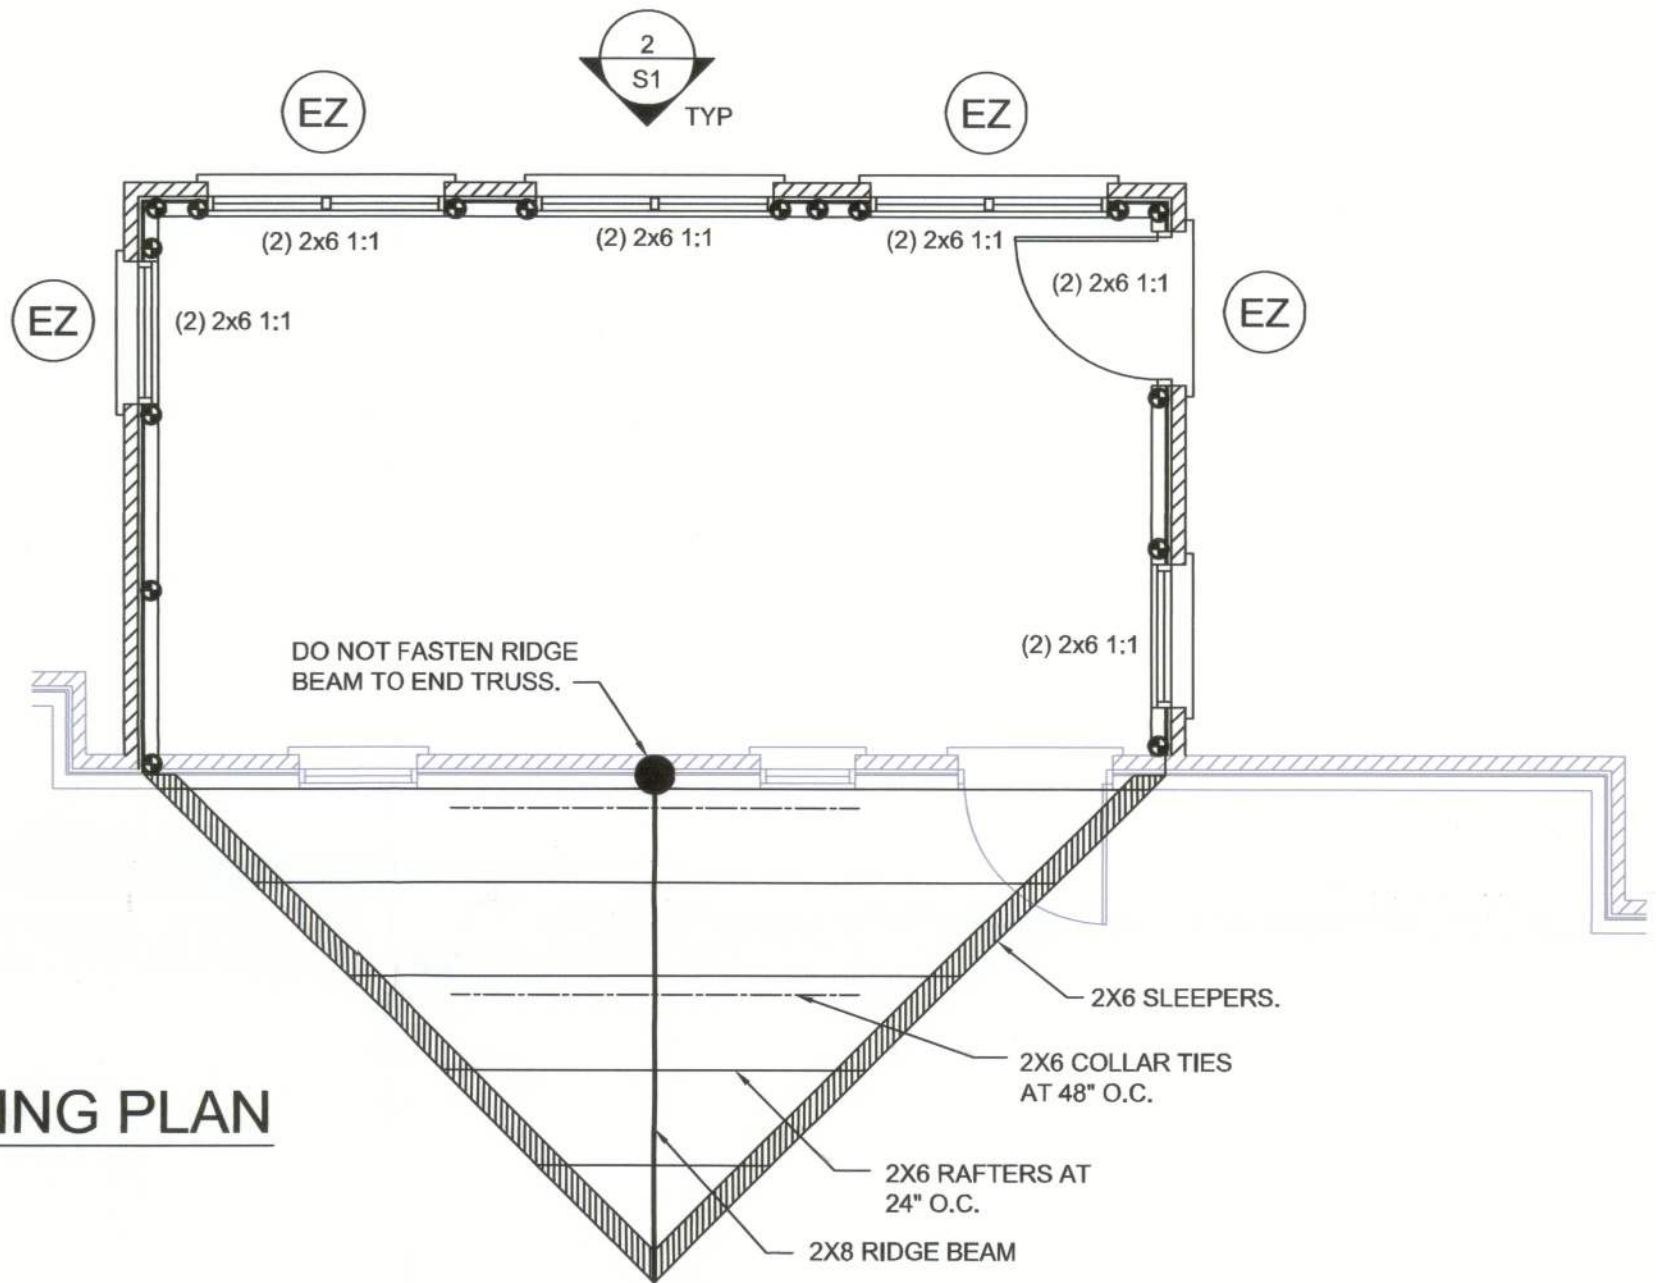 2
S1
TYP
EZ
EZ
(2) 2x6 1:1
(2) 2x6 1:1
(2) 2x6 1:1
(2) 2x6 1:1
EZ
(2) 2x6 1:1
EZ
DO NOT FASTEN RIDGE
BEAM TO END TRUSS.
(2) 2x6 1:1
2X6 SLEEPERS.
2X6 COLLAR TIES
AT 48" O.C.
ING PLAN
2X6 RAFTERS AT
24" O.C.
2X8 RIDGE BEAM